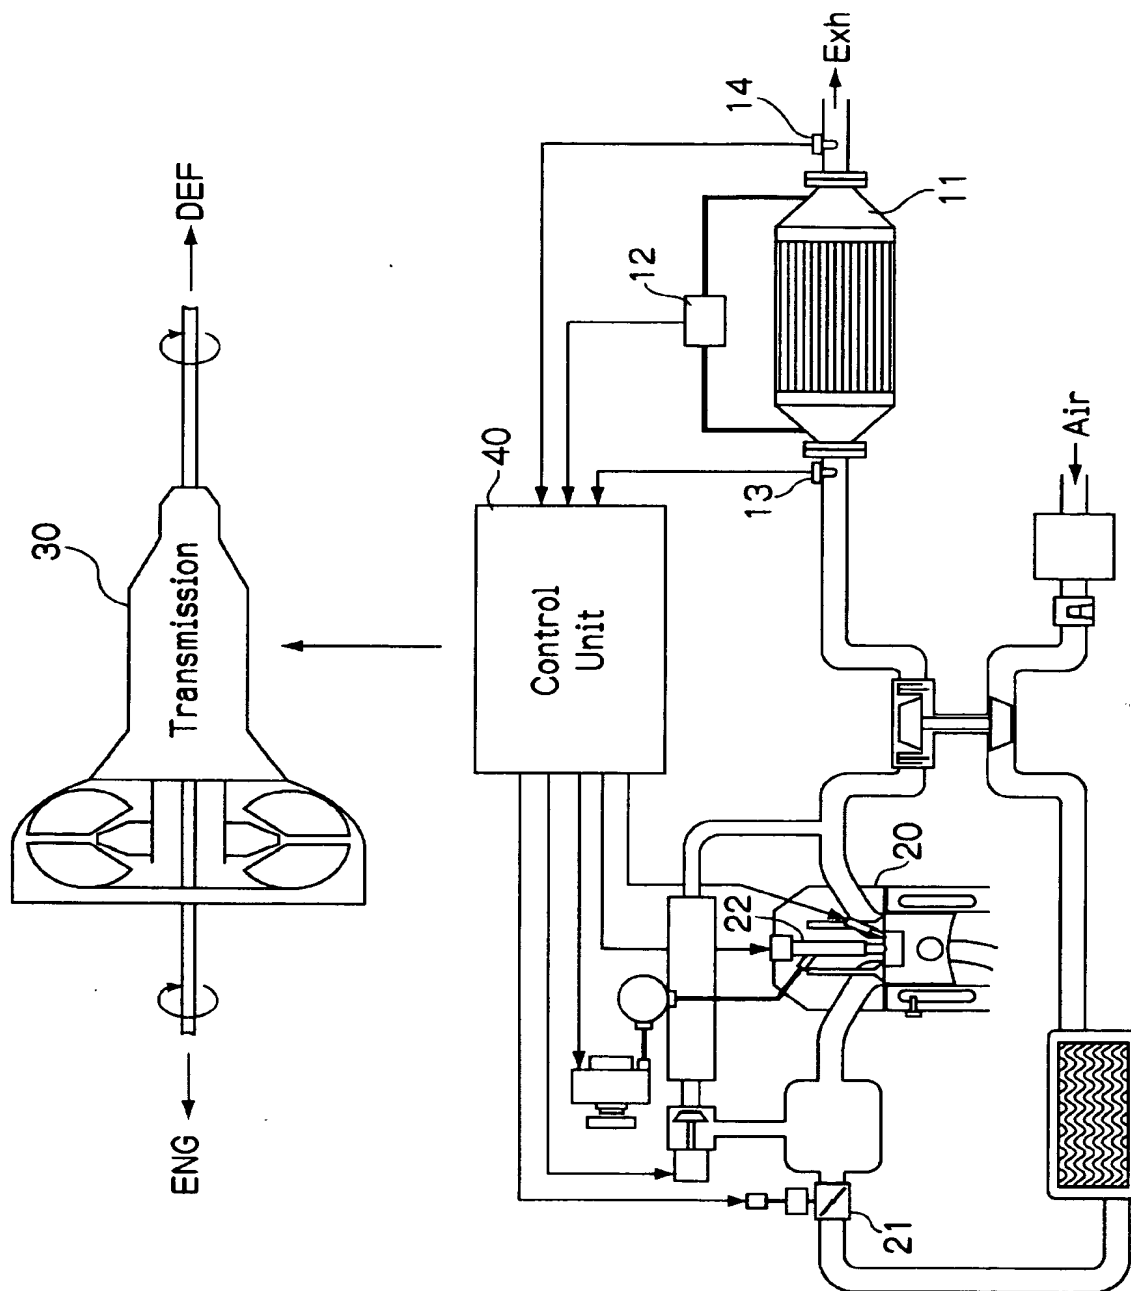 30
Transmission
ENG
DEF
40
Control
Unit
12
14
Exh
13
11
Air
22
20
21